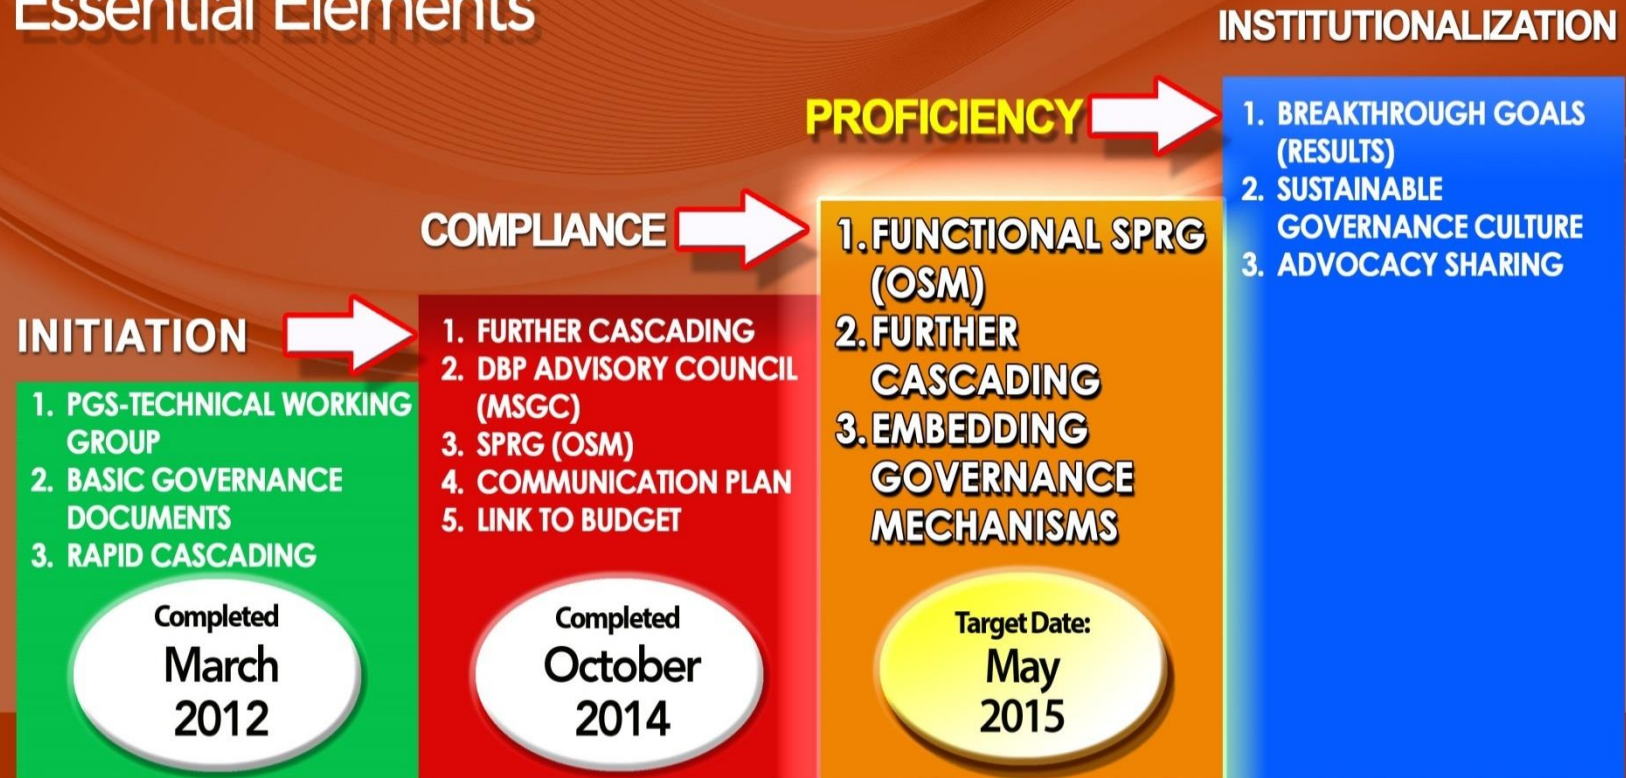 Essential Elements
INITIATION
1. PGS-TECHNICAL WORKING
GROUP
2. BASIC GOVERNANCE
DOCUMENTS
3. RAPID CASCADING
Completed
March
2012
COMPLIANCE
1. FURTHER CASCADING
2. DBP ADVISORY COUNCIL
(MSGC)
3. SPRG (OSM)
4. COMMUNICATION PLAN
5. LINK TO BUDGET
Completed
October
2014
PROFICIENCY
1. FUNCTIONAL SPRG
(OSM)
2. FURTHER
CASCADING
3. EMBEDDING
GOVERNANCE
MECHANISMS
Target Date:
May
2015
INSTITUTIONALIZATION
1. BREAKTHROUGH GOALS
(RESULTS)
2. SUSTAINABLE
GOVERNANCE CULTURE
3. ADVOCACY SHARING